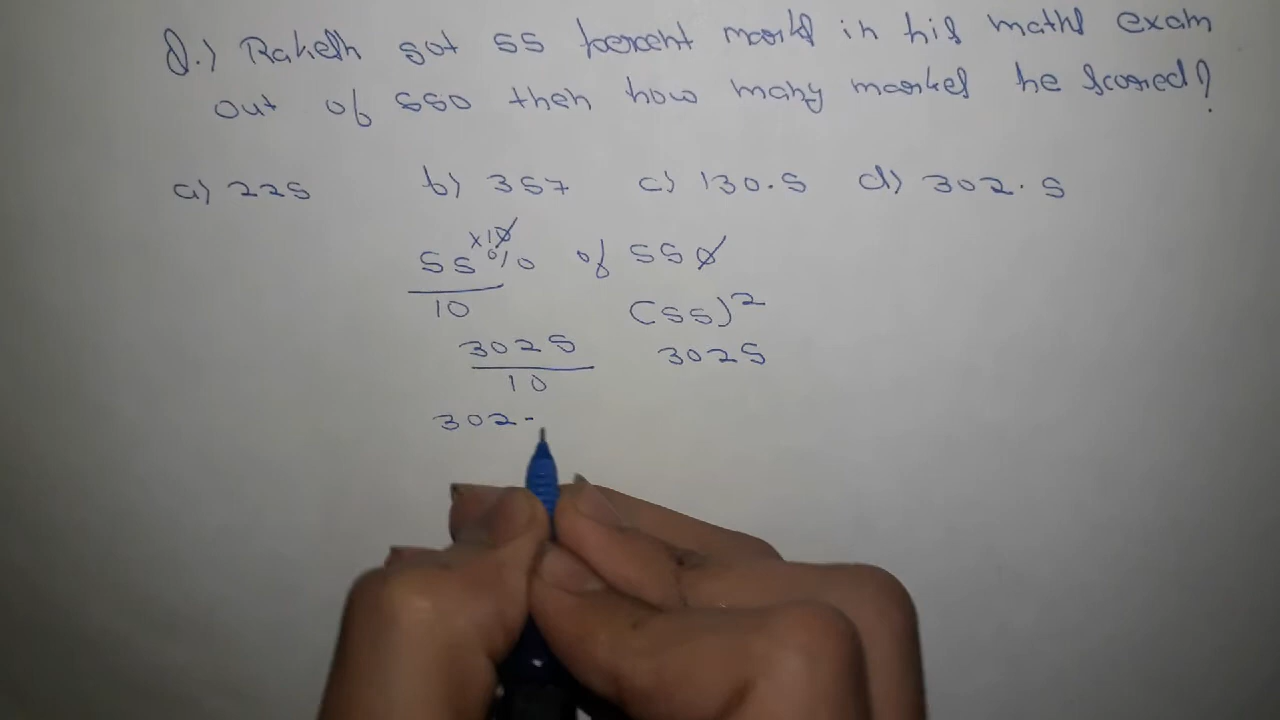 Q.) Rakesh got 55 percent marks in his maths exam
out of 550 then how many marks he scored?
a) 225 b) 357 c) 130.5 d) 302.5
×10
55% of 550
10 (55)²
3025 3025
10
302.